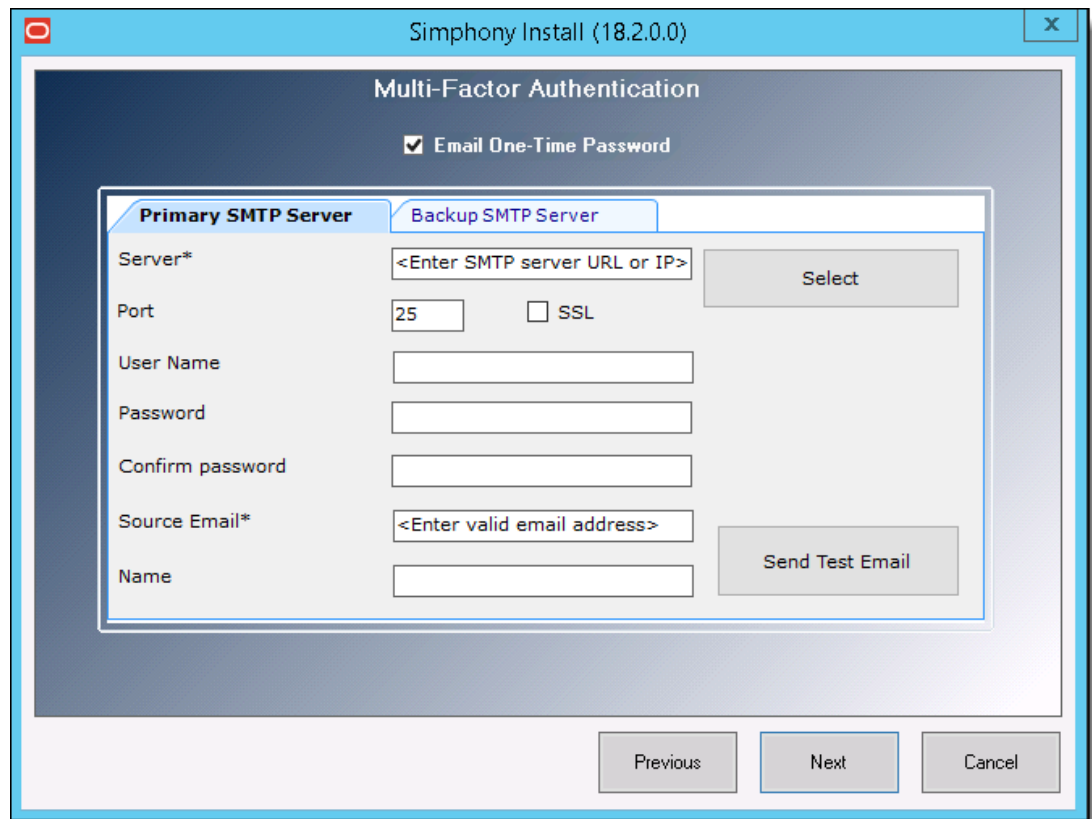 Simphony Install (18.2.0.0)
x
Multi-Factor Authentication
Email One-Time Password
Primary SMTP Server Backup SMTP Server
Server* <Enter SMTP server URL or IP> Select
Port 25 SSL
User Name
Password
Confirm password
Source Email* <Enter valid email address>
Send Test Email
Name
Previous Next Cancel